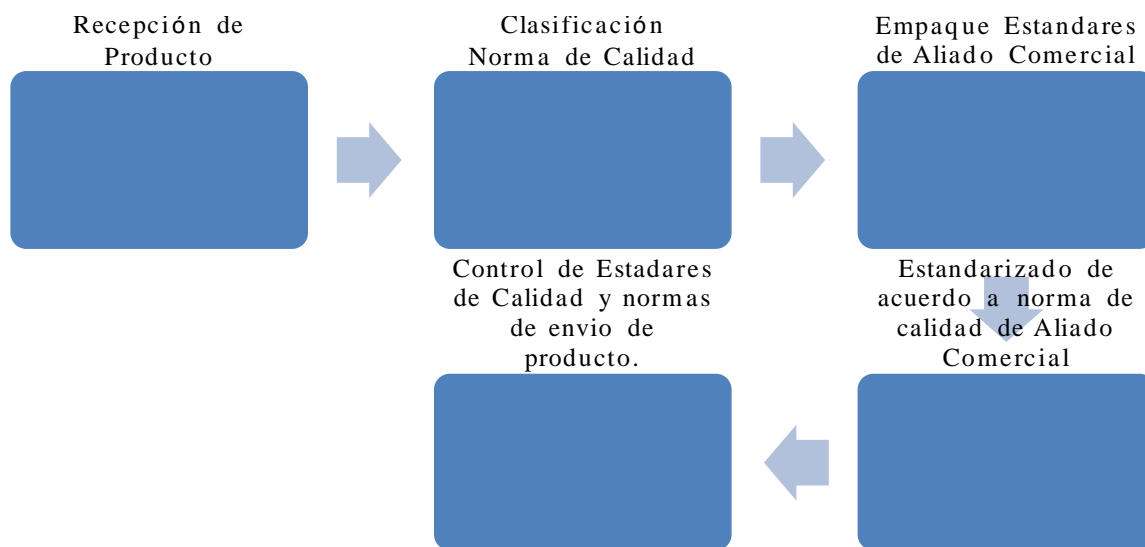 Recepción de
Producto
Clasificación
Norma de Calidad
Empaque Estandares
de Aliado Comercial
Estandarizado de
acuerdo a norma de
calidad de Aliado
Comercial
Control de Estadares
de Calidad y normas
de envio de
producto.